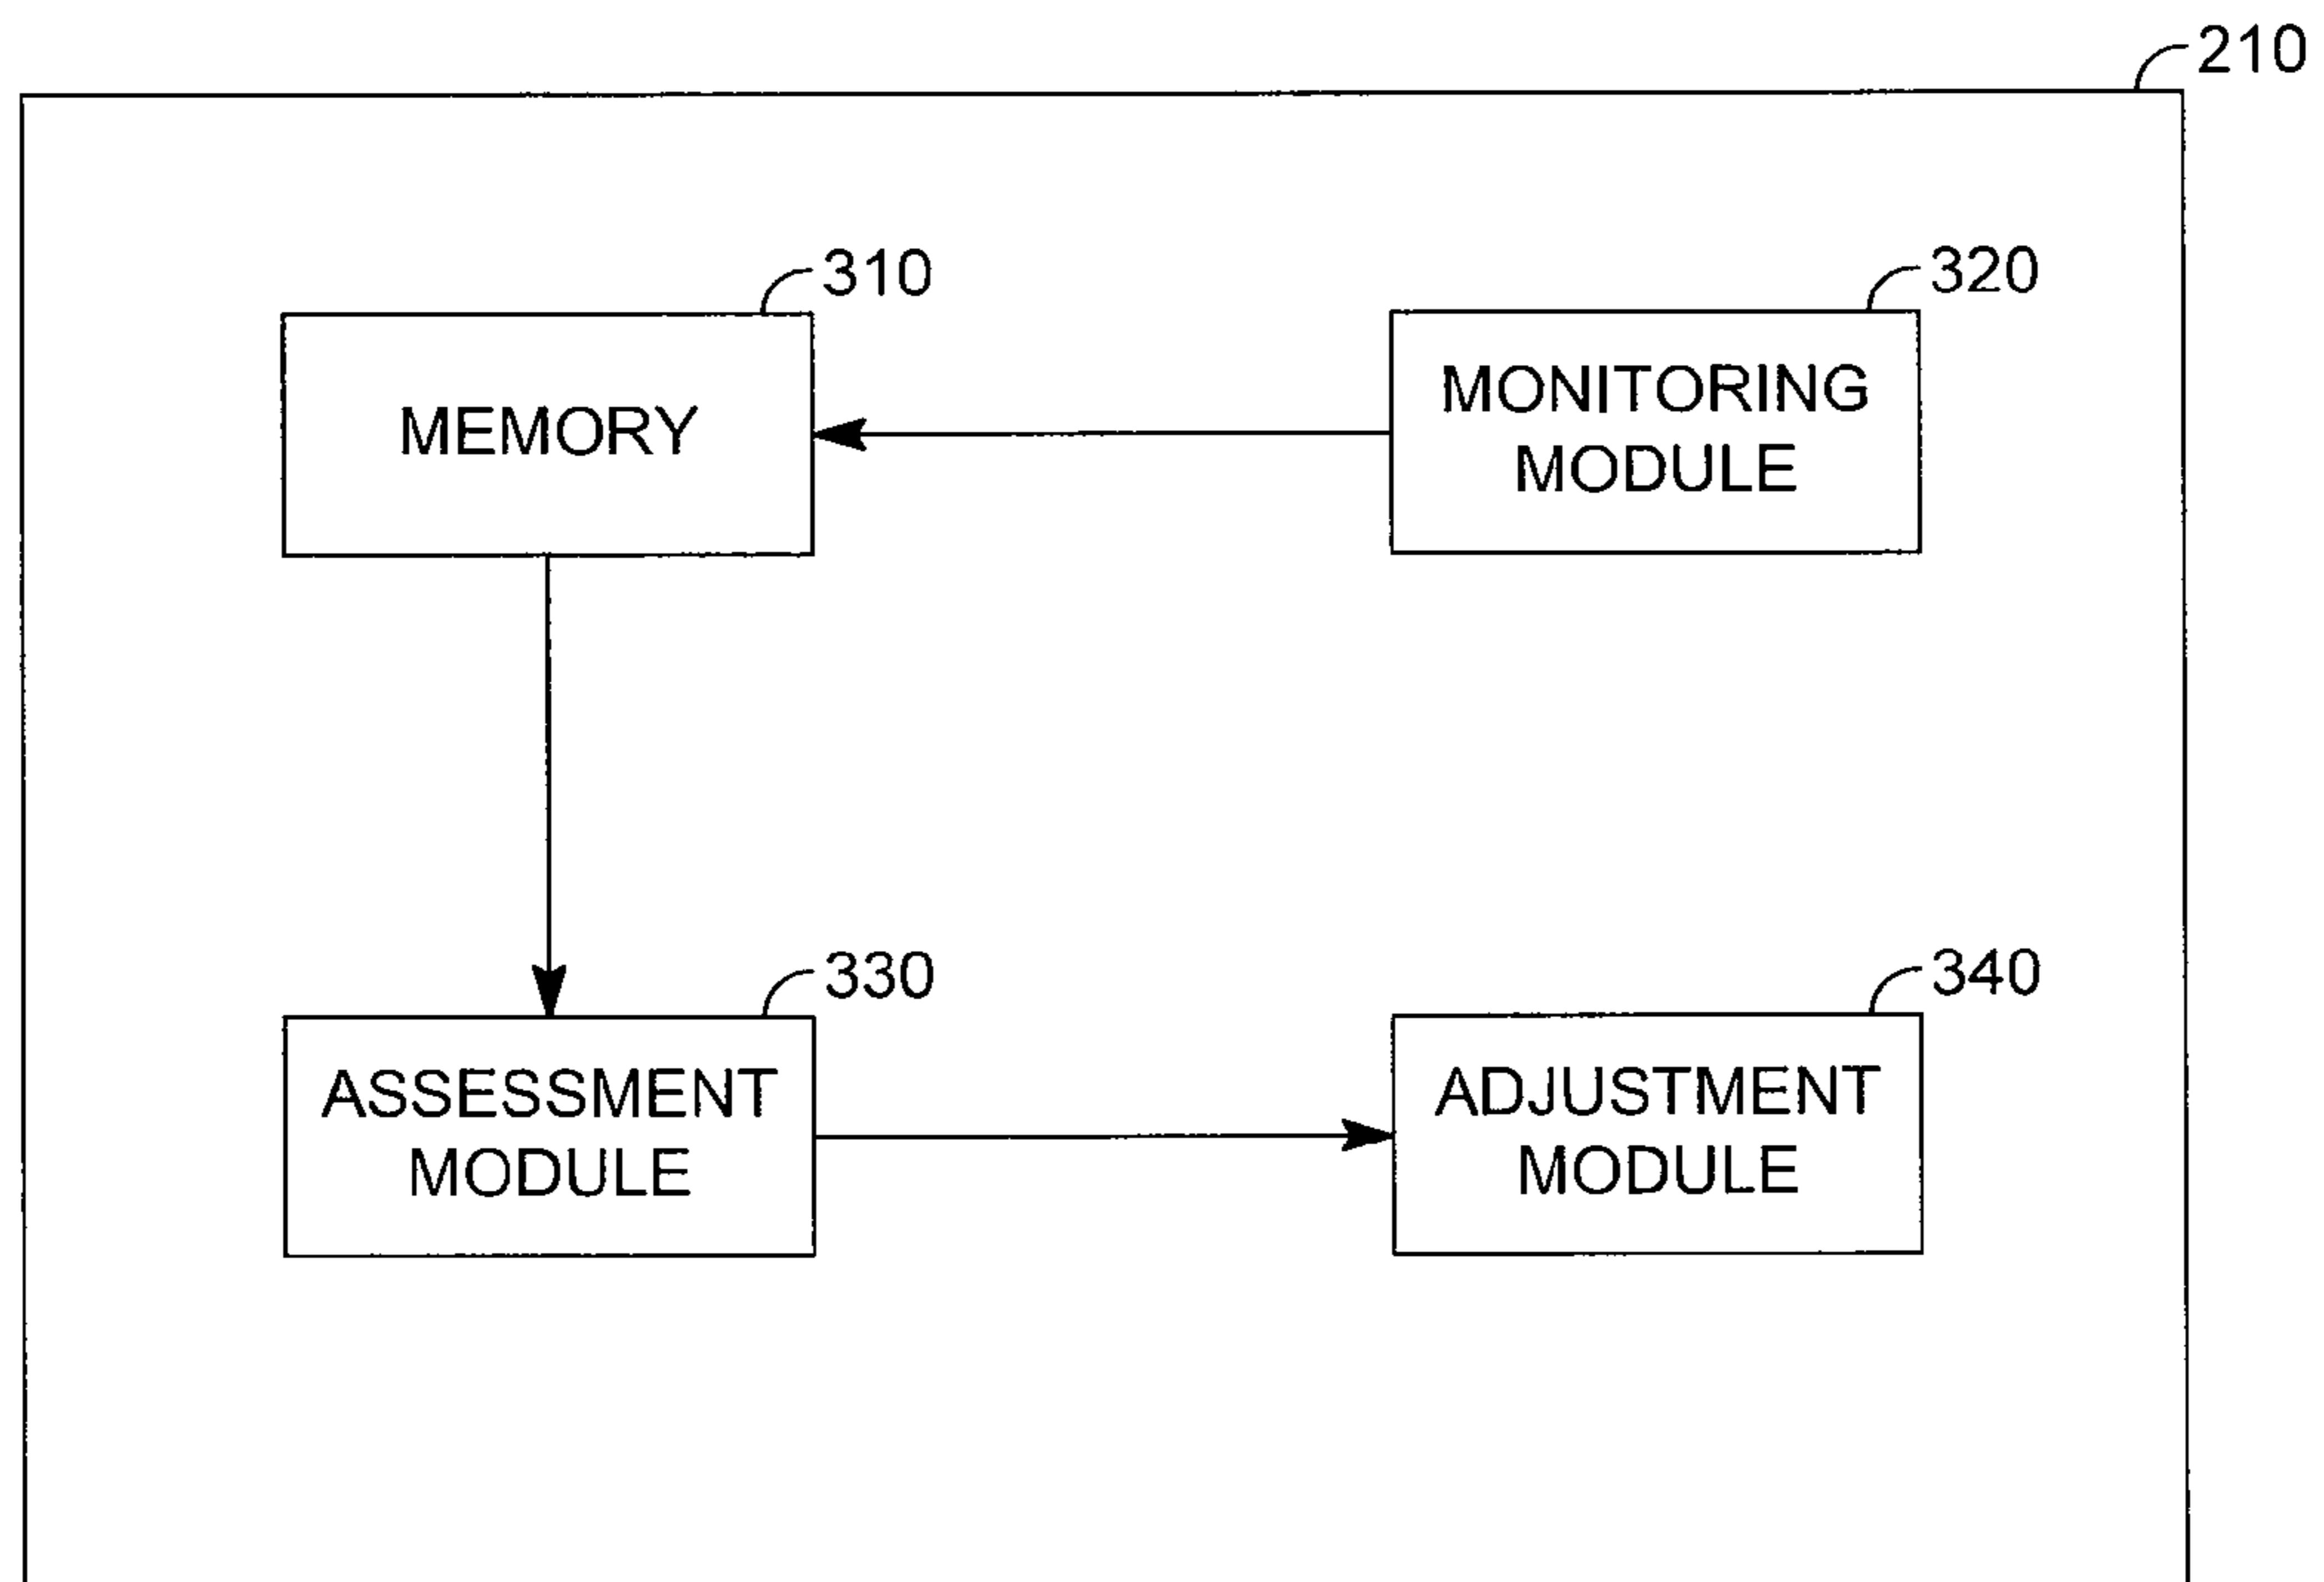 210
310
320
MEMORY
MONITORING
MODULE
330
340
ASSESSMENT
MODULE
ADJUSTMENT
MODULE